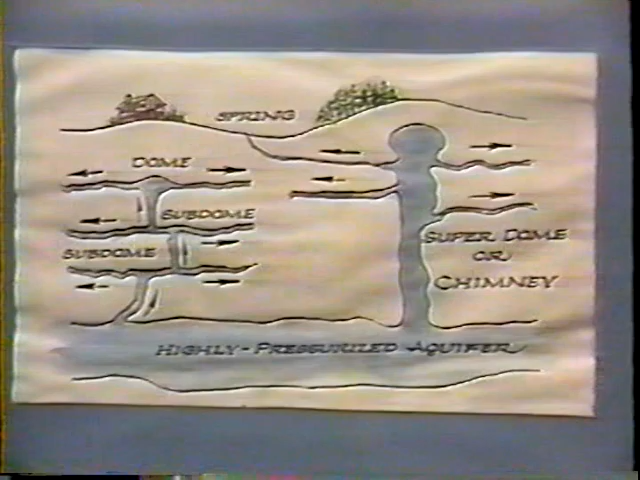 SPRING
DOME
SUBDOME
SUBDOME
SUPER DOME
OR
CHIMNEY
HIGHLY-PRESSURIZED AQUIFER